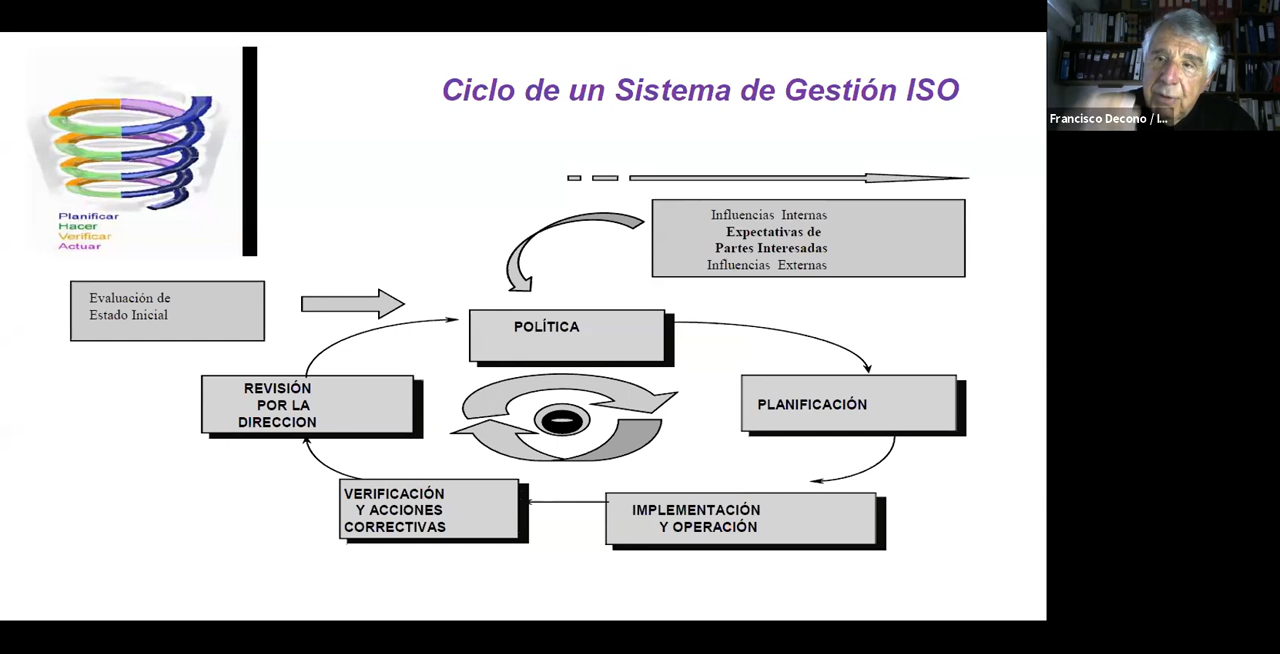 Ciclo de un Sistema de Gestión ISO
Planificar
Hacer
Verificar
Actuar
Influencias Internas
Expectativas de
Partes Interesadas
Influencias Externas
Evaluación de
Estado Inicial
POLÍTICA
REVISIÓN
POR LA
DIRECCION
PLANIFICACIÓN
VERIFICACIÓN
Y ACCIONES
CORRECTIVAS
IMPLEMENTACIÓN
Y OPERACIÓN
Francisco Decono / I...